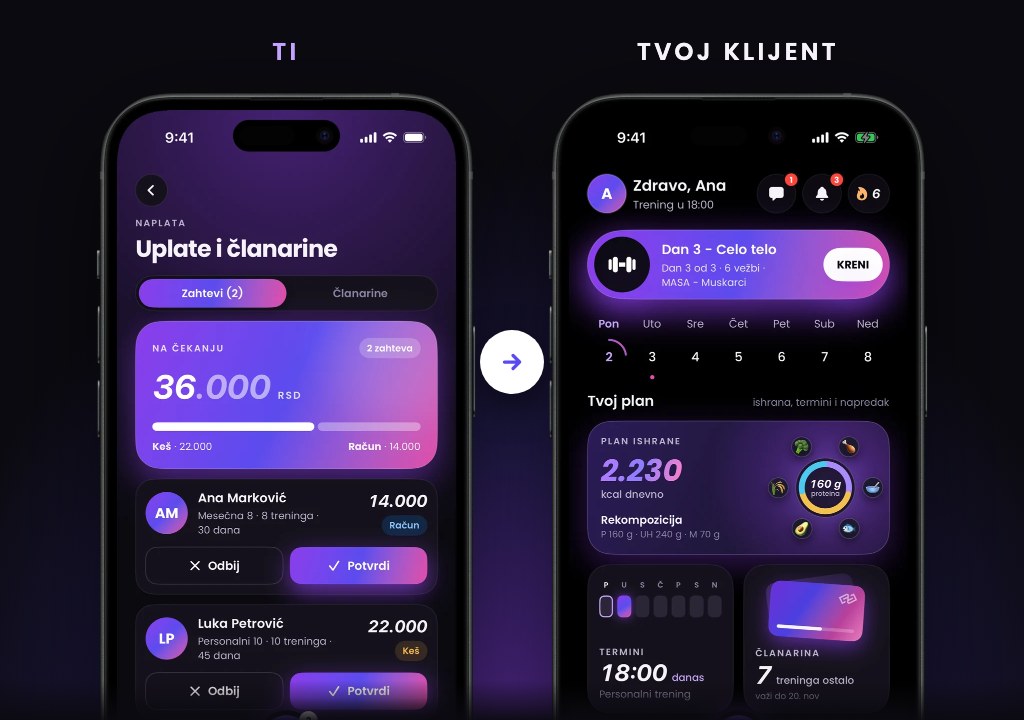 TI
9:41
NAPLATA
Uplate i članarine
Zahtevi (2)
Članarine
NA ČEKANJU
2 zahteva
36.000 RSD
Keš · 22.000
Račun · 14.000
AM
Ana Marković
14.000
Mesečna 8 · 8 treninga ·
30 dana
Račun
Odbij
Potvrdi
LP
Luka Petrović
22.000
Personalni 10 · 10 treninga ·
45 dana
Keš
Odbij
Potvrdi
TVOJ KLIJENT
9:41
A
Zdravo, Ana
Trening u 18:00
1
3
6
Dan 3 - Celo telo
Dan 3 od 3 · 6 vežbi ·
MASA - Muskarci
KRENI
Pon Uto Sre Čet Pet Sub Ned
2 3 4 5 6 7 8
Tvoj plan
ishrana, termini i napredak
PLAN ISHRANE
2.230
kcal dnevno
Rekompozicija
P 160 g · UH 240 g · M 70 g
160 g
proteina
P U S Č P S N
TERMINI
18:00 danas
Personalni trening
ČLANARINA
7 treninga ostalo
važi do 20. nov